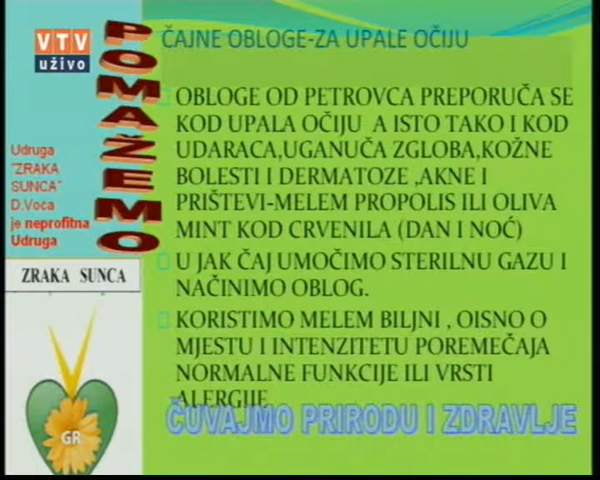 VTV
uživo
POMAŽEMO
Udruga
"ZRAKA
SUNCA"
D.Voća
je neprofitna
Udruga
ZRAKA SUNCA
GR
ČAJNE OBLOGE-ZA UPALE OČIJU
OBLOGE OD PETROVCA PREPORUČA SE
KOD UPALA OČIJU A ISTO TAKO I KOD
UDARACA,UGANUČA ZGLOBA,KOŽNE
BOLESTI I DERMATOZE ,AKNE I
PRIŠTEVI-MELEM PROPOLIS ILI OLIVA
MINT KOD CRVENILA (DAN I NOĆ)
U JAK ČAJ UMOČIMO STERILNU GAZU I
NAČINIMO OBLOG.
KORISTIMO MELEM BILJNI , OISNO O
MJESTU I INTENZITETU POREMEČAJA
NORMALNE FUNKCIJE ILI VRSTI
ALERGIJE
ČUVAJMO PRIRODU I ZDRAVLJE